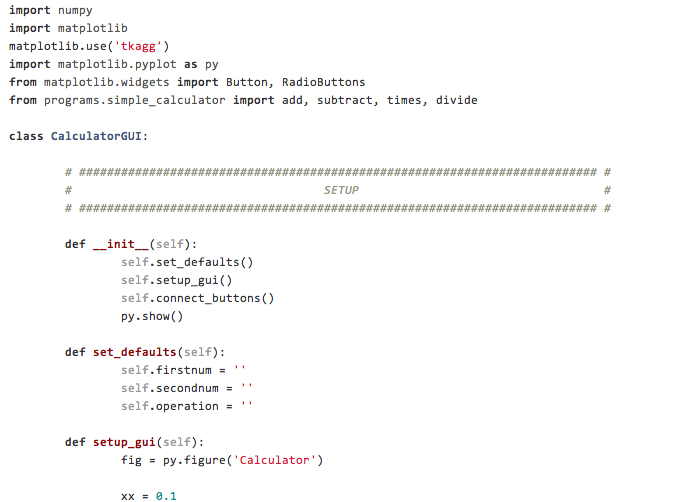 import numpy
import matplotlib
matplotlib.use('tkagg')
import matplotlib.pyplot as py
from matplotlib.widgets import Button, RadioButtons
from programs.simple_calculator import add, subtract, times, divide
class CalculatorGUI:
# ########################################################################## #
# SETUP #
# ########################################################################## #
def __init__(self):
self.set_defaults()
self.setup_gui()
self.connect_buttons()
py.show()
def set_defaults(self):
self.firstnum = ''
self.secondnum = ''
self.operation = ''
def setup_gui(self):
fig = py.figure('Calculator')
xx = 0.1